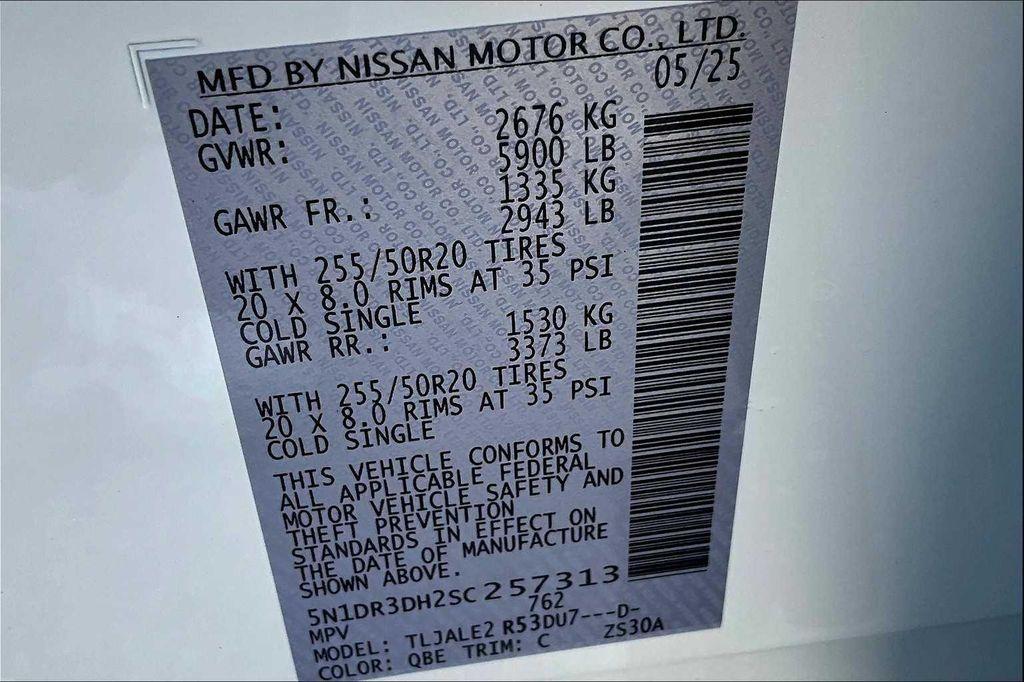 MFD BY NISSAN MOTOR CO., LTD.
DATE: 05/25
GVWR: 2676 KG
5900 LB
GAWR FR.: 1335 KG
2943 LB
WITH 255/50R20 TIRES
20 X 8.0 RIMS AT 35 PSI
COLD SINGLE
GAWR RR.: 1530 KG
3373 LB
WITH 255/50R20 TIRES
20 X 8.0 RIMS AT 35 PSI
COLD SINGLE
THIS VEHICLE CONFORMS TO
ALL APPLICABLE FEDERAL
MOTOR VEHICLE SAFETY AND
THEFT PREVENTION
STANDARDS IN EFFECT ON
THE DATE OF MANUFACTURE
SHOWN ABOVE.
5N1DR3DH2SC257313
MPV 762
MODEL: TLJALE2 R53DU7---D-
COLOR: QBE TRIM: C ZS30A